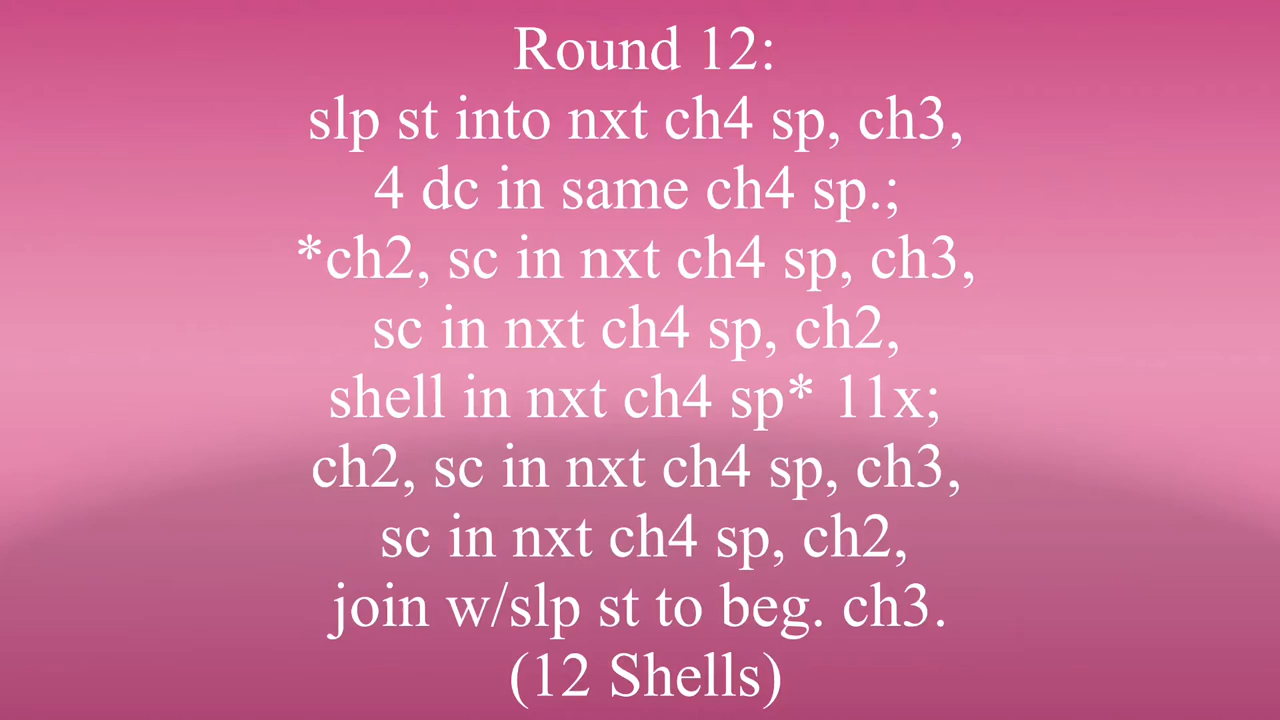 Round 12:
slp st into nxt ch4 sp, ch3,
4 dc in same ch4 sp.;
*ch2, sc in nxt ch4 sp, ch3,
sc in nxt ch4 sp, ch2,
shell in nxt ch4 sp* 11x;
ch2, sc in nxt ch4 sp, ch3,
sc in nxt ch4 sp, ch2,
join w/slp st to beg. ch3.
(12 Shells)